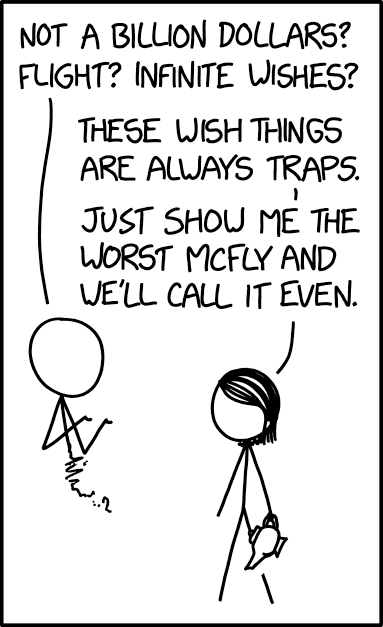 NOT A BILLION DOLLARS?
FLIGHT? INFINITE WISHES?
THESE WISH THINGS
ARE ALWAYS TRAPS.
JUST SHOW ME THE
WORST MCFLY AND
WE'LL CALL IT EVEN.